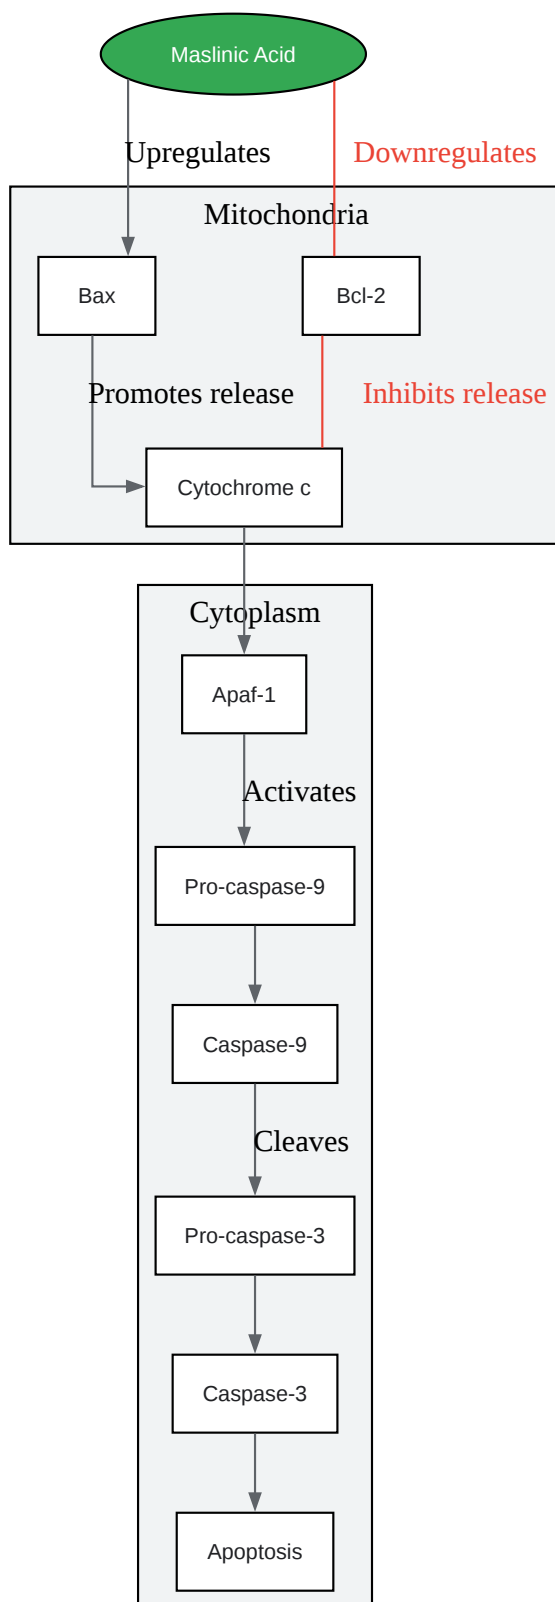 Maslinic Acid
Upregulates
Downregulates
Mitochondria
Bax
Bcl-2
Promotes release
Inhibits release
Cytochrome c
Cytoplasm
Apaf-1
Activates
Pro-caspase-9
Caspase-9
Cleaves
Pro-caspase-3
Caspase-3
Apoptosis